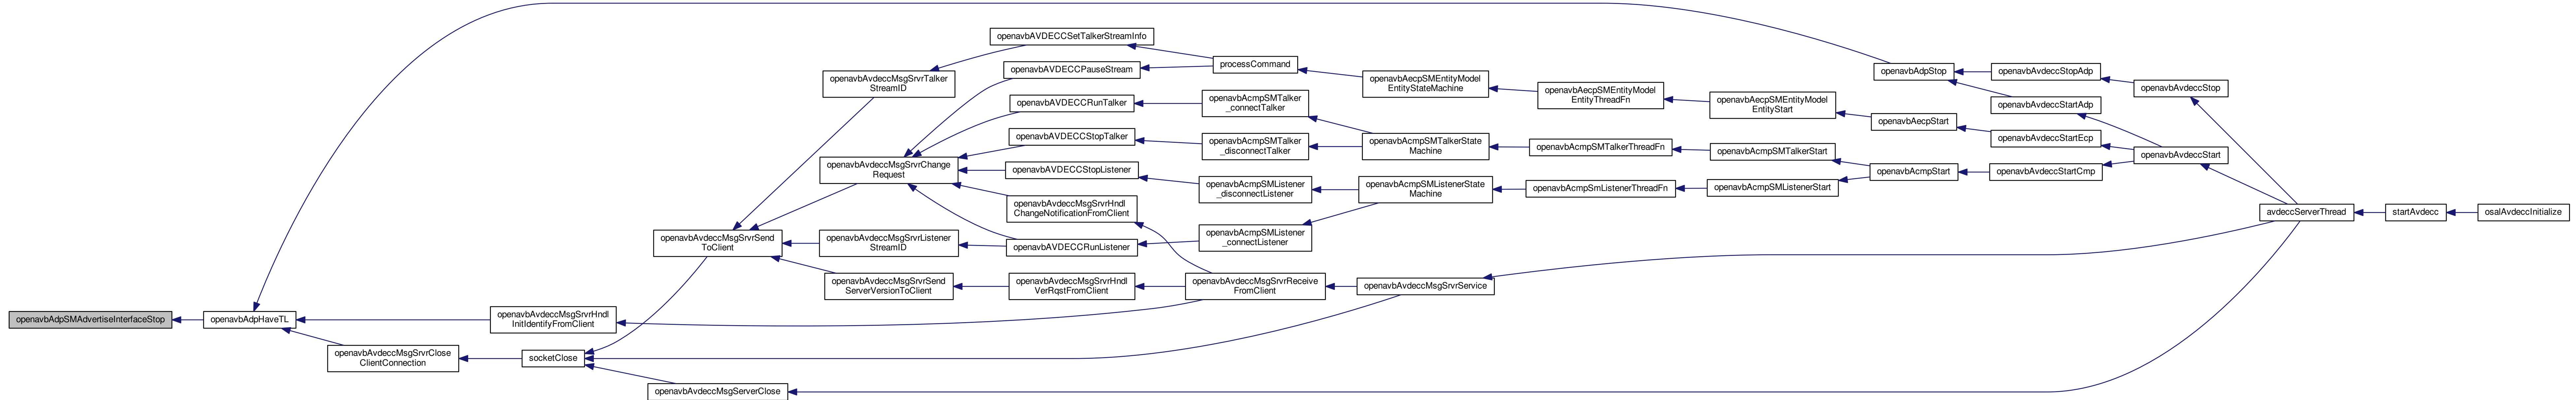 openavbAdpSMAdvertiseInterfaceStop
openavbAdpHaveTL
openavbAvdeccMsgSrvrHndl
InitIdentifyFromClient
openavbAvdeccMsgSrvrClose
ClientConnection
socketClose
openavbAvdeccMsgSrvrSend
ToClient
openavbAvdeccMsgServerClose
openavbAvdeccMsgSrvrTalker
StreamID
openavbAvdeccMsgSrvrChange
Request
openavbAvdeccMsgSrvrListener
StreamID
openavbAvdeccMsgSrvrSend
ServerVersionToClient
openavbAVDECCSetTalkerStreamInfo
openavbAVDECCPauseStream
openavbAVDECCRunTalker
openavbAVDECCStopTalker
openavbAVDECCStopListener
openavbAvdeccMsgSrvrHndl
ChangeNotificationFromClient
openavbAVDECCRunListener
openavbAvdeccMsgSrvrHndl
VerRqstFromClient
processCommand
openavbAcmpSMTalker
_connectTalker
openavbAcmpSMTalker
_disconnectTalker
openavbAcmpSMListener
_disconnectListener
openavbAcmpSMListener
_connectListener
openavbAvdeccMsgSrvrReceive
FromClient
openavbAecpSMEntityModel
EntityStateMachine
openavbAcmpSMTalkerState
Machine
openavbAcmpSMListenerState
Machine
openavbAvdeccMsgSrvrService
openavbAecpSMEntityModel
EntityThreadFn
openavbAcmpSMTalkerThreadFn
openavbAcmpSmListenerThreadFn
openavbAecpSMEntityModel
EntityStart
openavbAcmpSMTalkerStart
openavbAcmpSMListenerStart
openavbAdpStop
openavbAecpStart
openavbAcmpStart
openavbAvdeccStopAdp
openavbAvdeccStartAdp
openavbAvdeccStartEcp
openavbAvdeccStartCmp
openavbAvdeccStop
openavbAvdeccStart
avdeccServerThread
startAvdecc
osalAvdeccInitialize